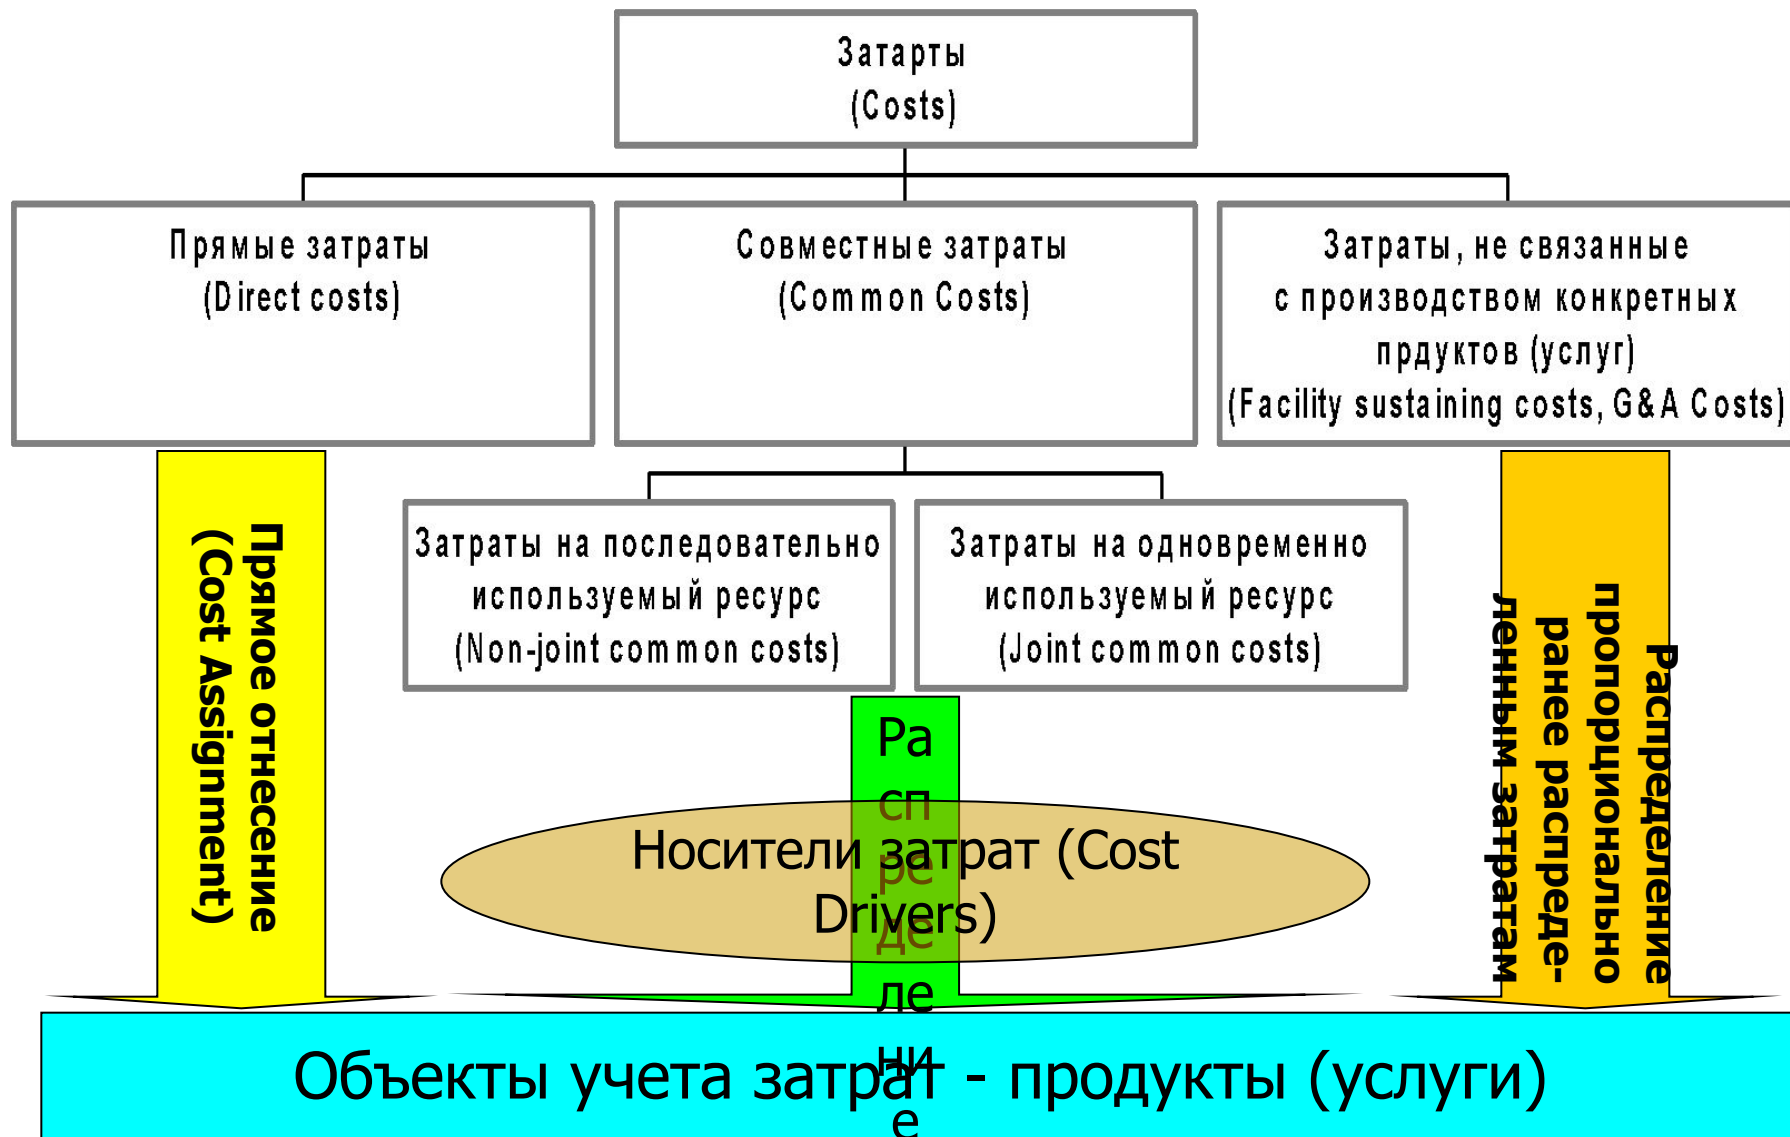 Затарты
(Costs)
Прямые затраты
(Direct costs)
Совместные затраты
(Common Costs)
Затраты, не связанные
с производством конкретных
прдуктов (услуг)
(Facility sustaining costs, G&A Costs)
Затраты на последовательно
используемый ресурс
(Non-joint common costs)
Затраты на одновременно
используемый ресурс
(Joint common costs)
Прямое отнесение
(Cost Assignment)
Ра
сп
ре
де
ле
ни
е
Носители затрат (Cost
Drivers)
Распределение
пропорционально
ранее распреде-
ленным затратам
Объекты учета затрат - продукты (услуги)